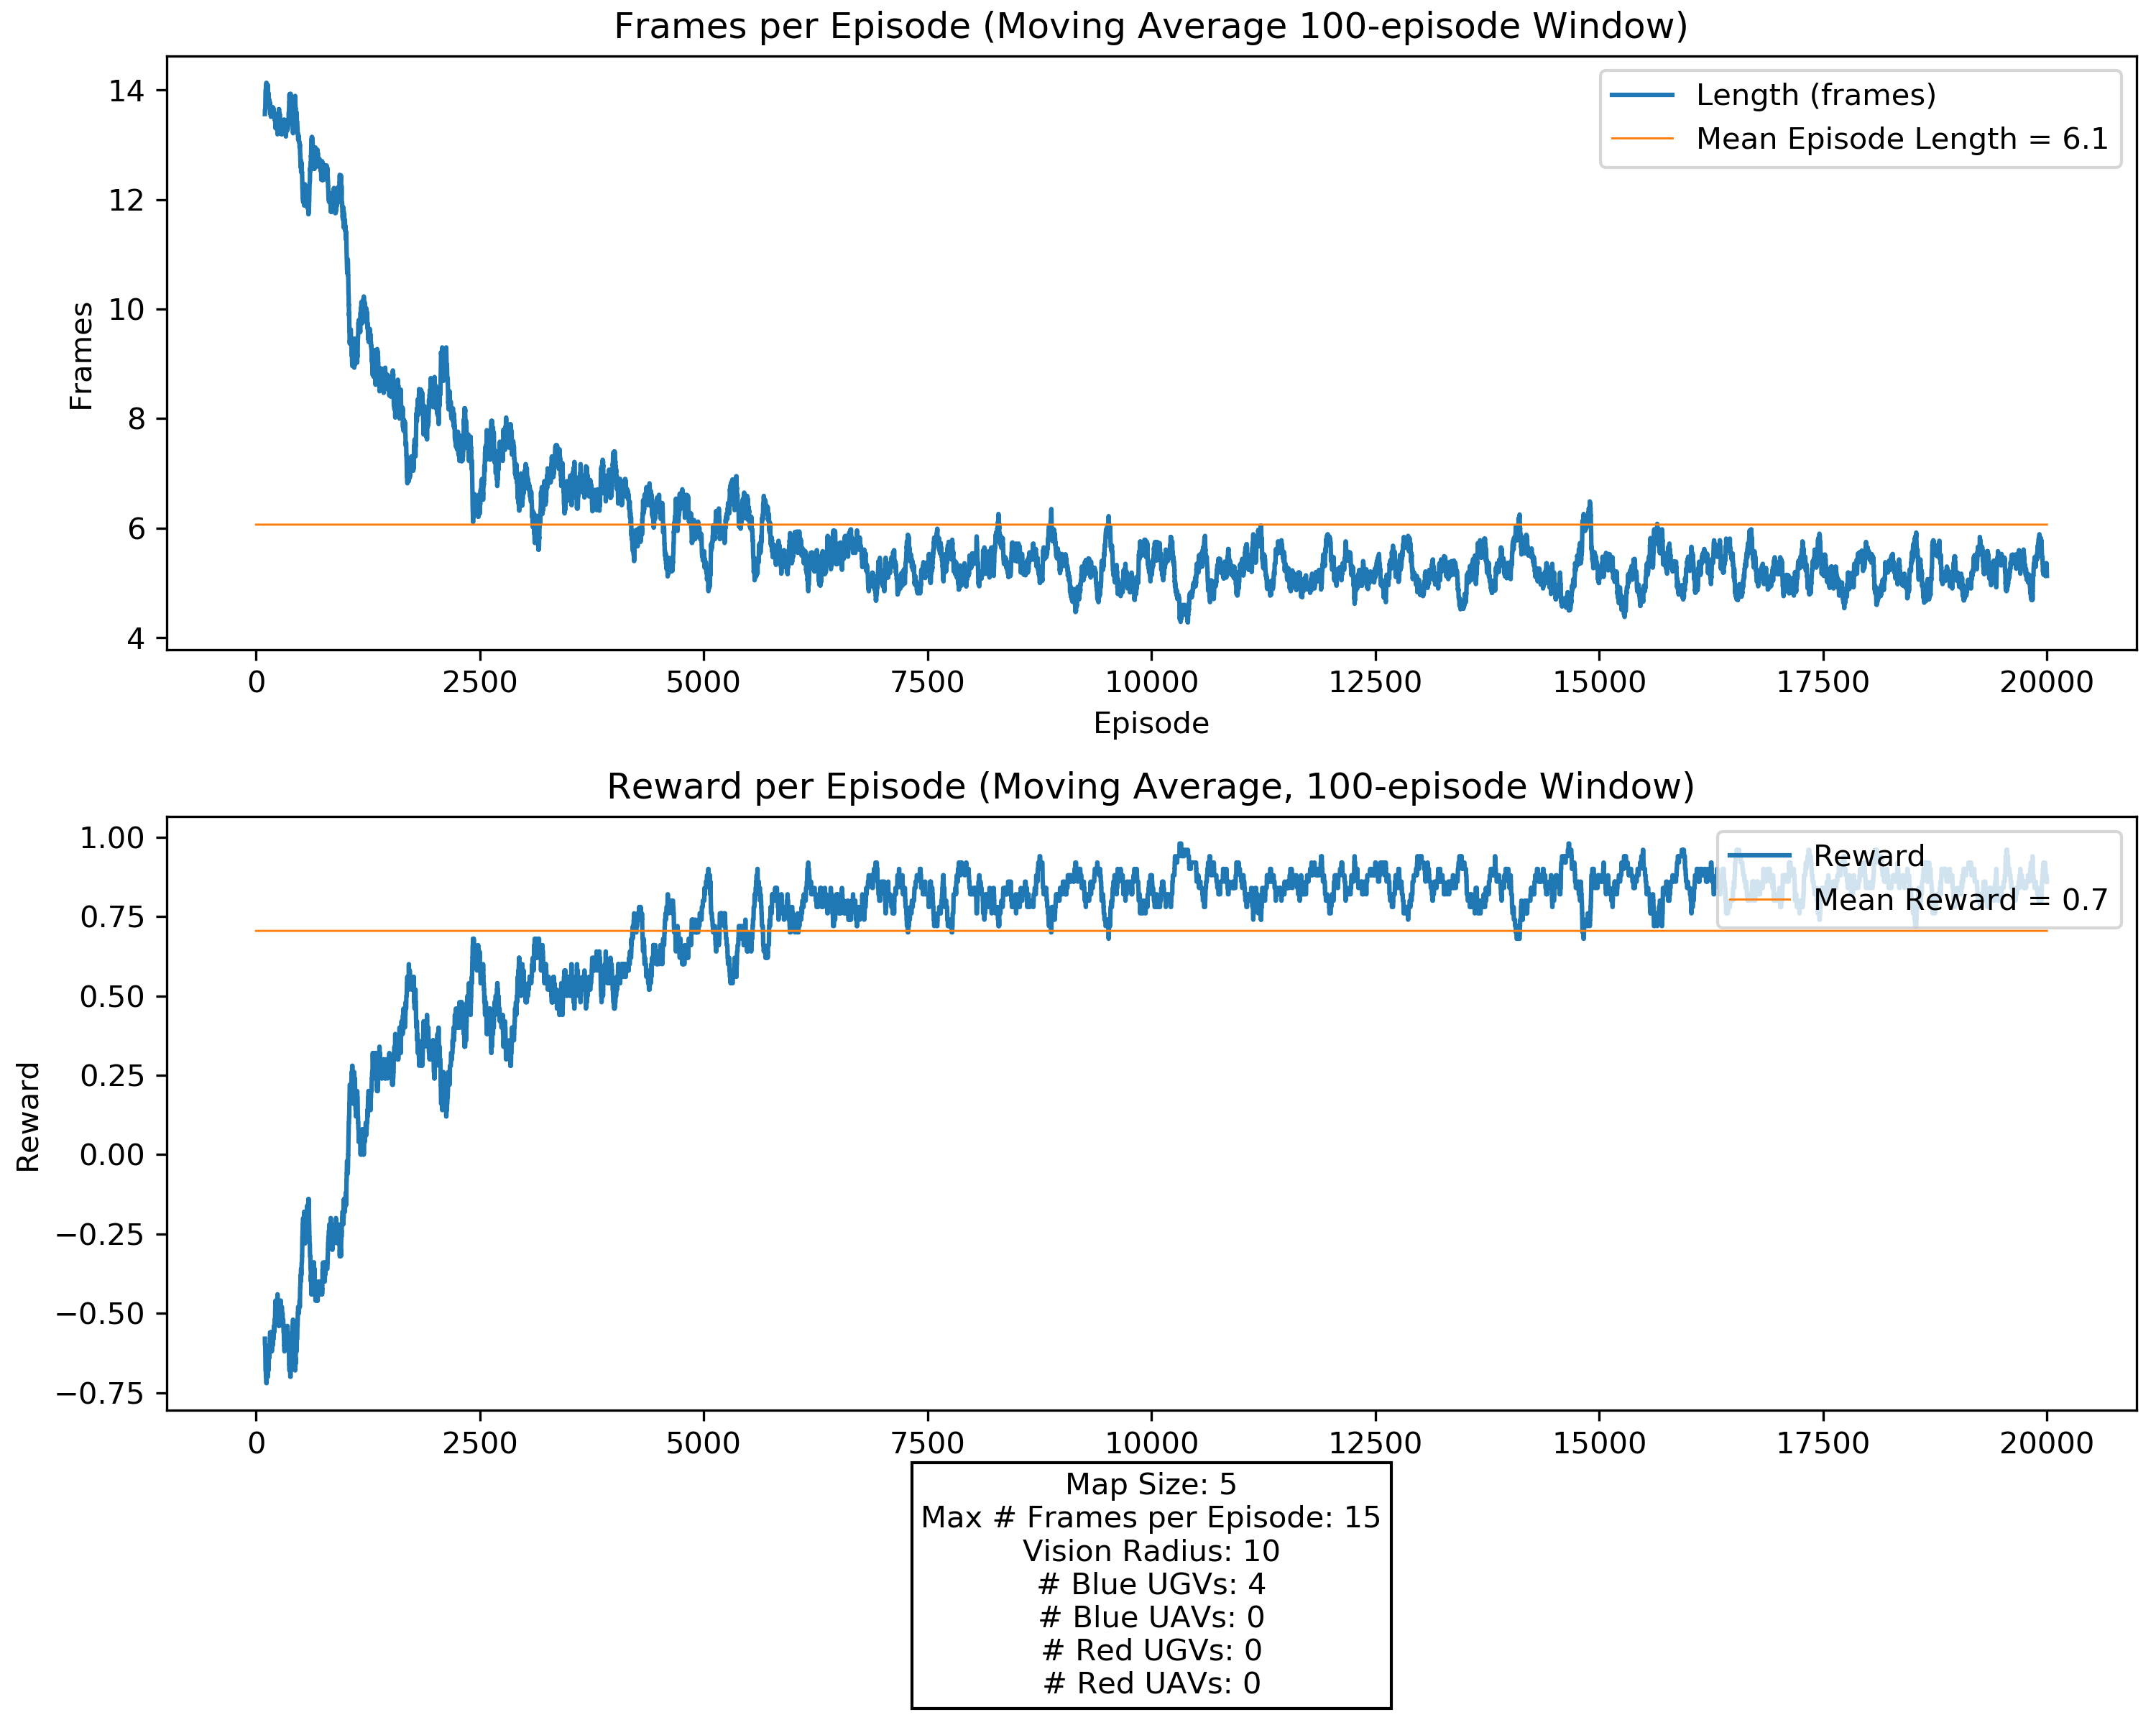 Frames per Episode (Moving Average 100-episode Window)
14
12
10
8
6
4
Frames
Length (frames)
Mean Episode Length = 6.1
0 2500 5000 7500 10000 12500 15000 17500 20000
Episode
Reward per Episode (Moving Average, 100-episode Window)
1.00
0.75
0.50
0.25
0.00
−0.25
−0.50
−0.75
Reward
Reward
Mean Reward = 0.7
0 2500 5000 7500 10000 12500 15000 17500 20000
Map Size: 5
Max # Frames per Episode: 15
Vision Radius: 10
# Blue UGVs: 4
# Blue UAVs: 0
# Red UGVs: 0
# Red UAVs: 0